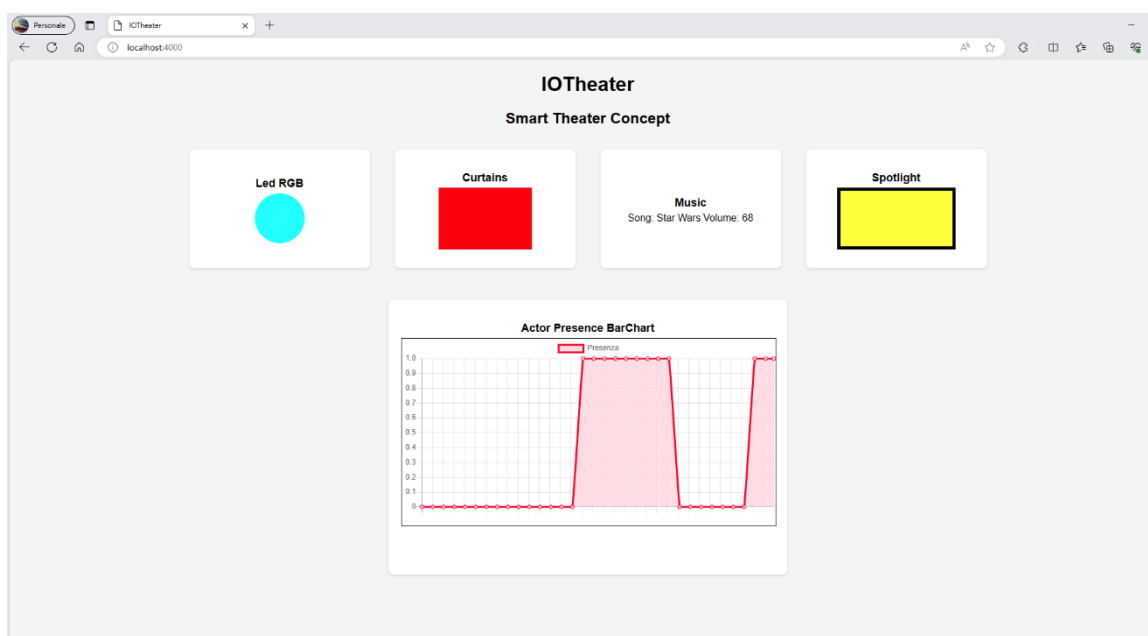 Personale
IOTheater
localhost:4000
IOTheater
Smart Theater Concept
Led RGB
Curtains
Music
Song: Star Wars Volume: 68
Spotlight
Actor Presence BarChart
Presenza
1.0
0.9
0.8
0.7
0.6
0.5
0.4
0.3
0.2
0.1
0